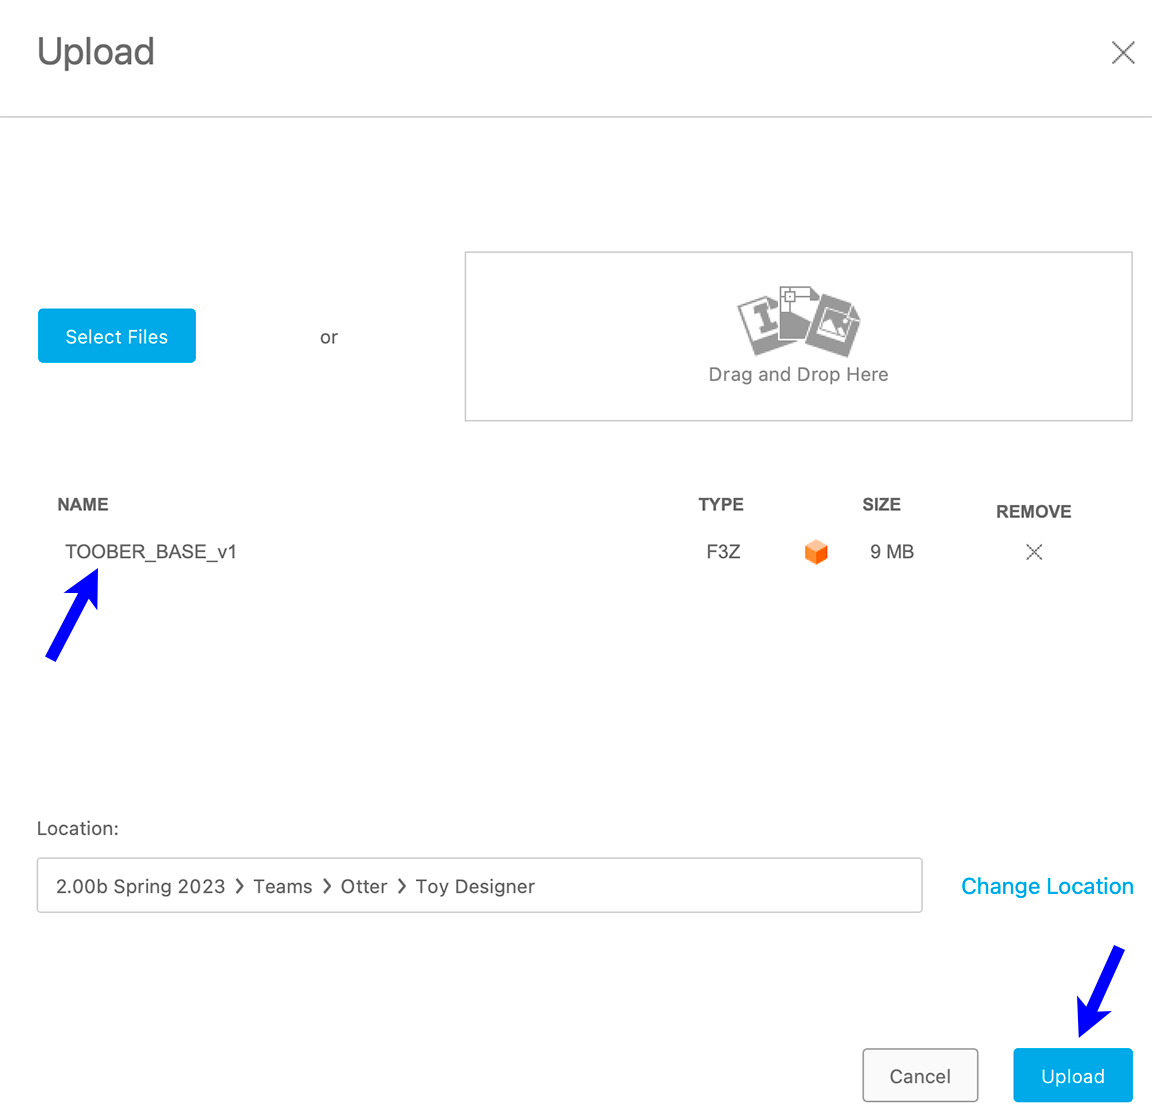 Upload
Select Files
or
Drag and Drop Here
NAME TYPE SIZE REMOVE
TOOBER_BASE_v1 F3Z 9 MB
Location:
2.00b Spring 2023 > Teams > Otter > Toy Designer
Change Location
Cancel
Upload